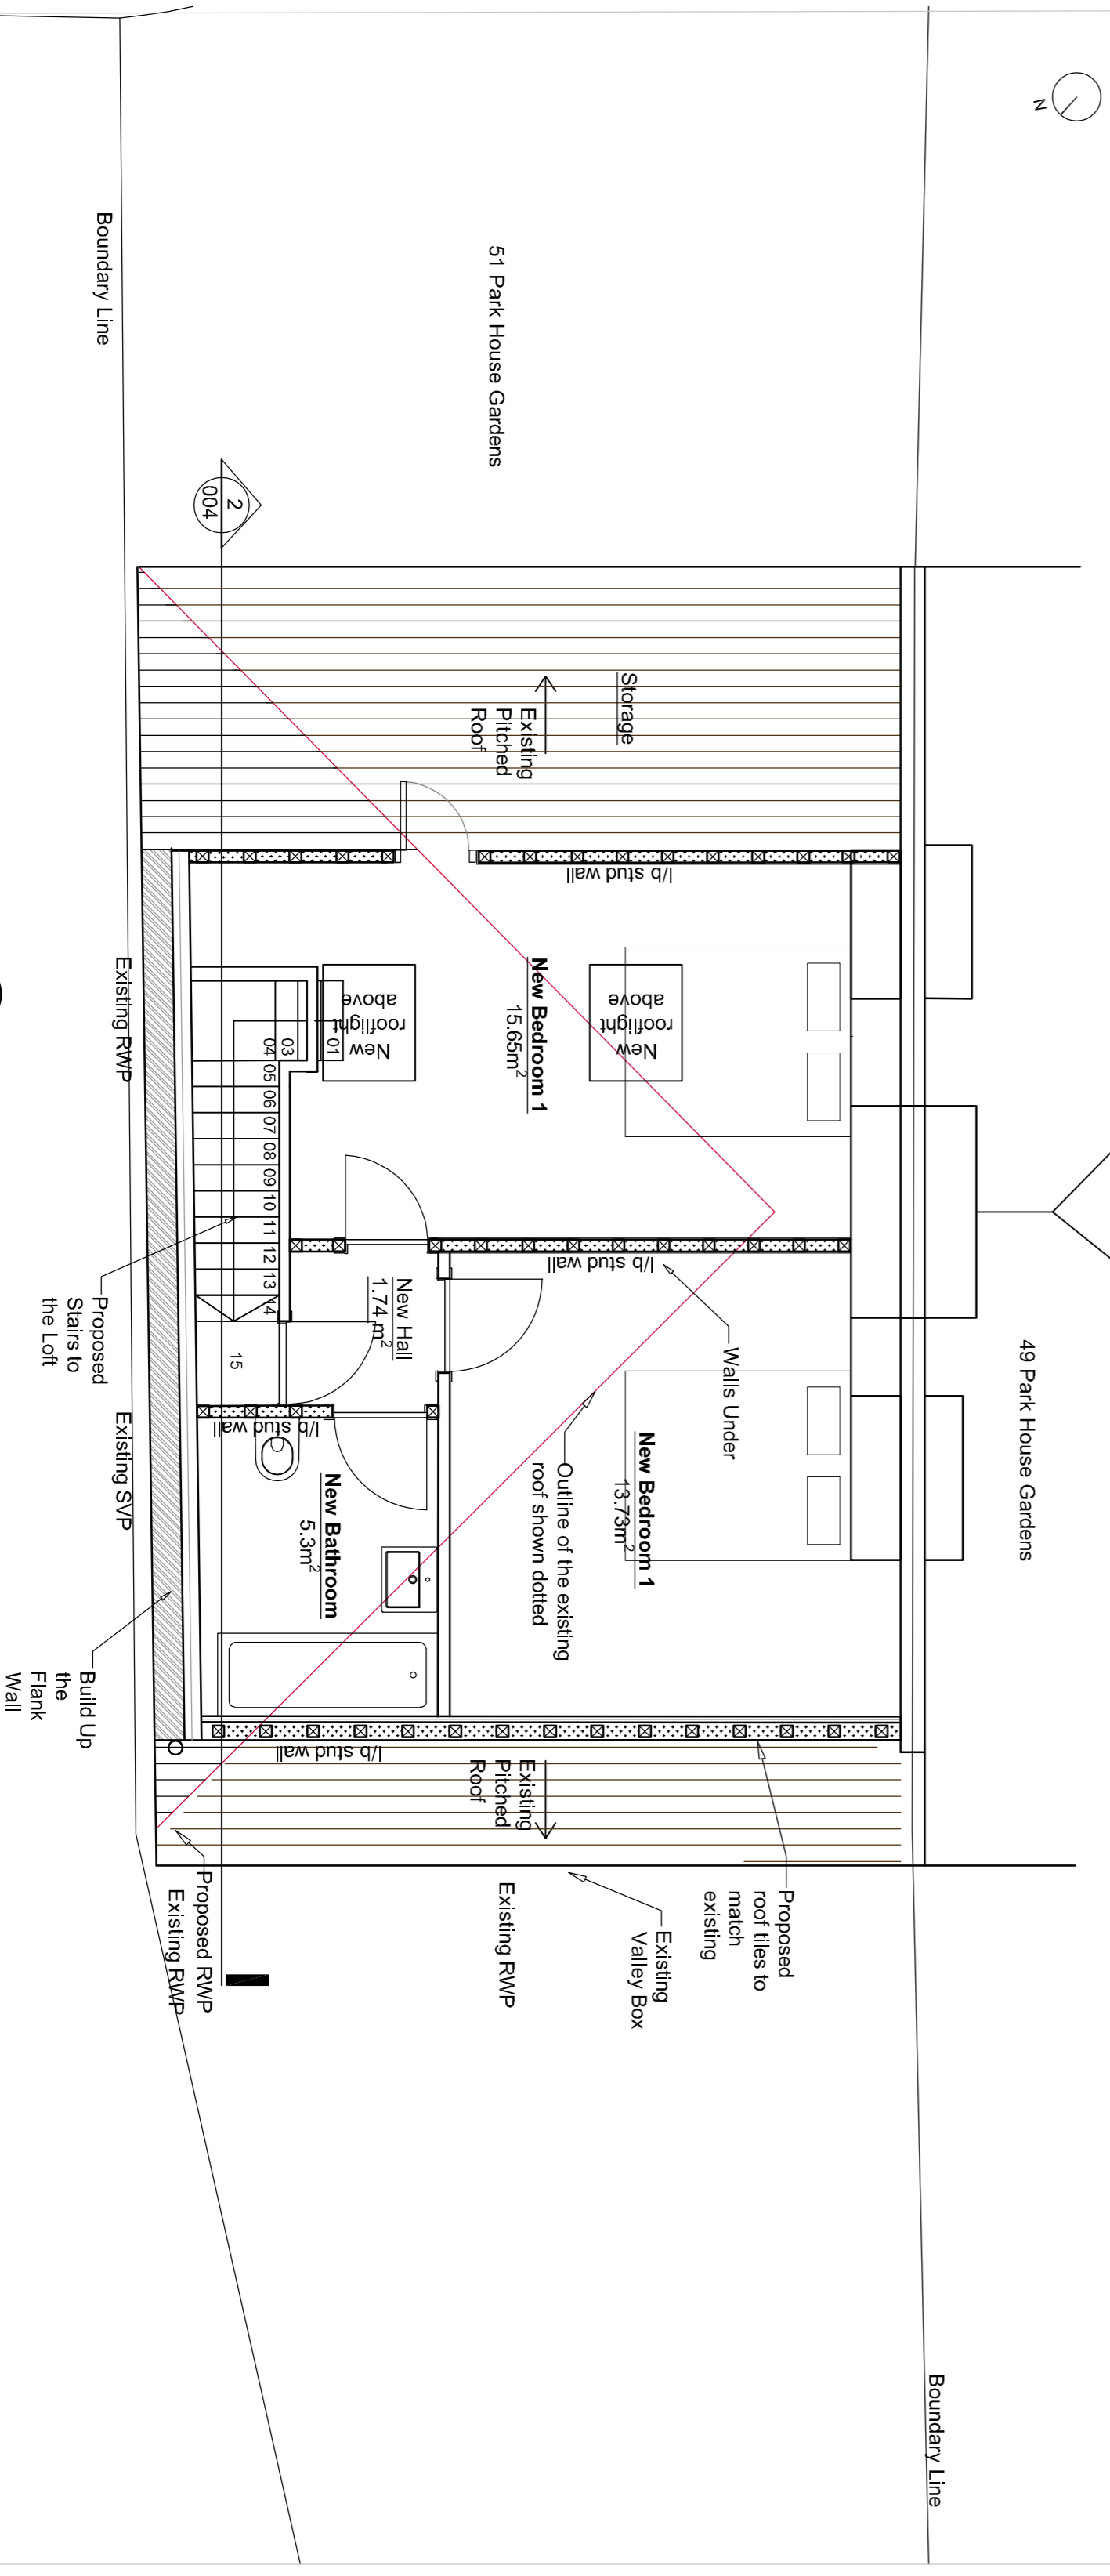 N
49 Park House Gardens
Boundary Line
51 Park House Gardens
Boundary Line
2
004
Storage
Existing
Pitched
Roof
l/b stud wall
New Bedroom 1
15.65m²
New
rooflight
above
New
rooflight
above
01
03
04
05
06
07
08
09
10
11
12
13
14
15
l/b stud wall
New Hall
1.74 m²
Walls Under
New Bedroom 1
13.73m²
Outline of the existing
roof shown dotted
l/b stud wall
New Bathroom
5.3m²
l/b stud wall
Existing
Pitched
Roof
Proposed
roof tiles to
match
existing
Existing
Valley Box
Existing RWP
Proposed RWP
Existing RWP
Existing RWP
Proposed
Stairs to
the Loft
Existing SVP
Build Up
the
Flank
Wall